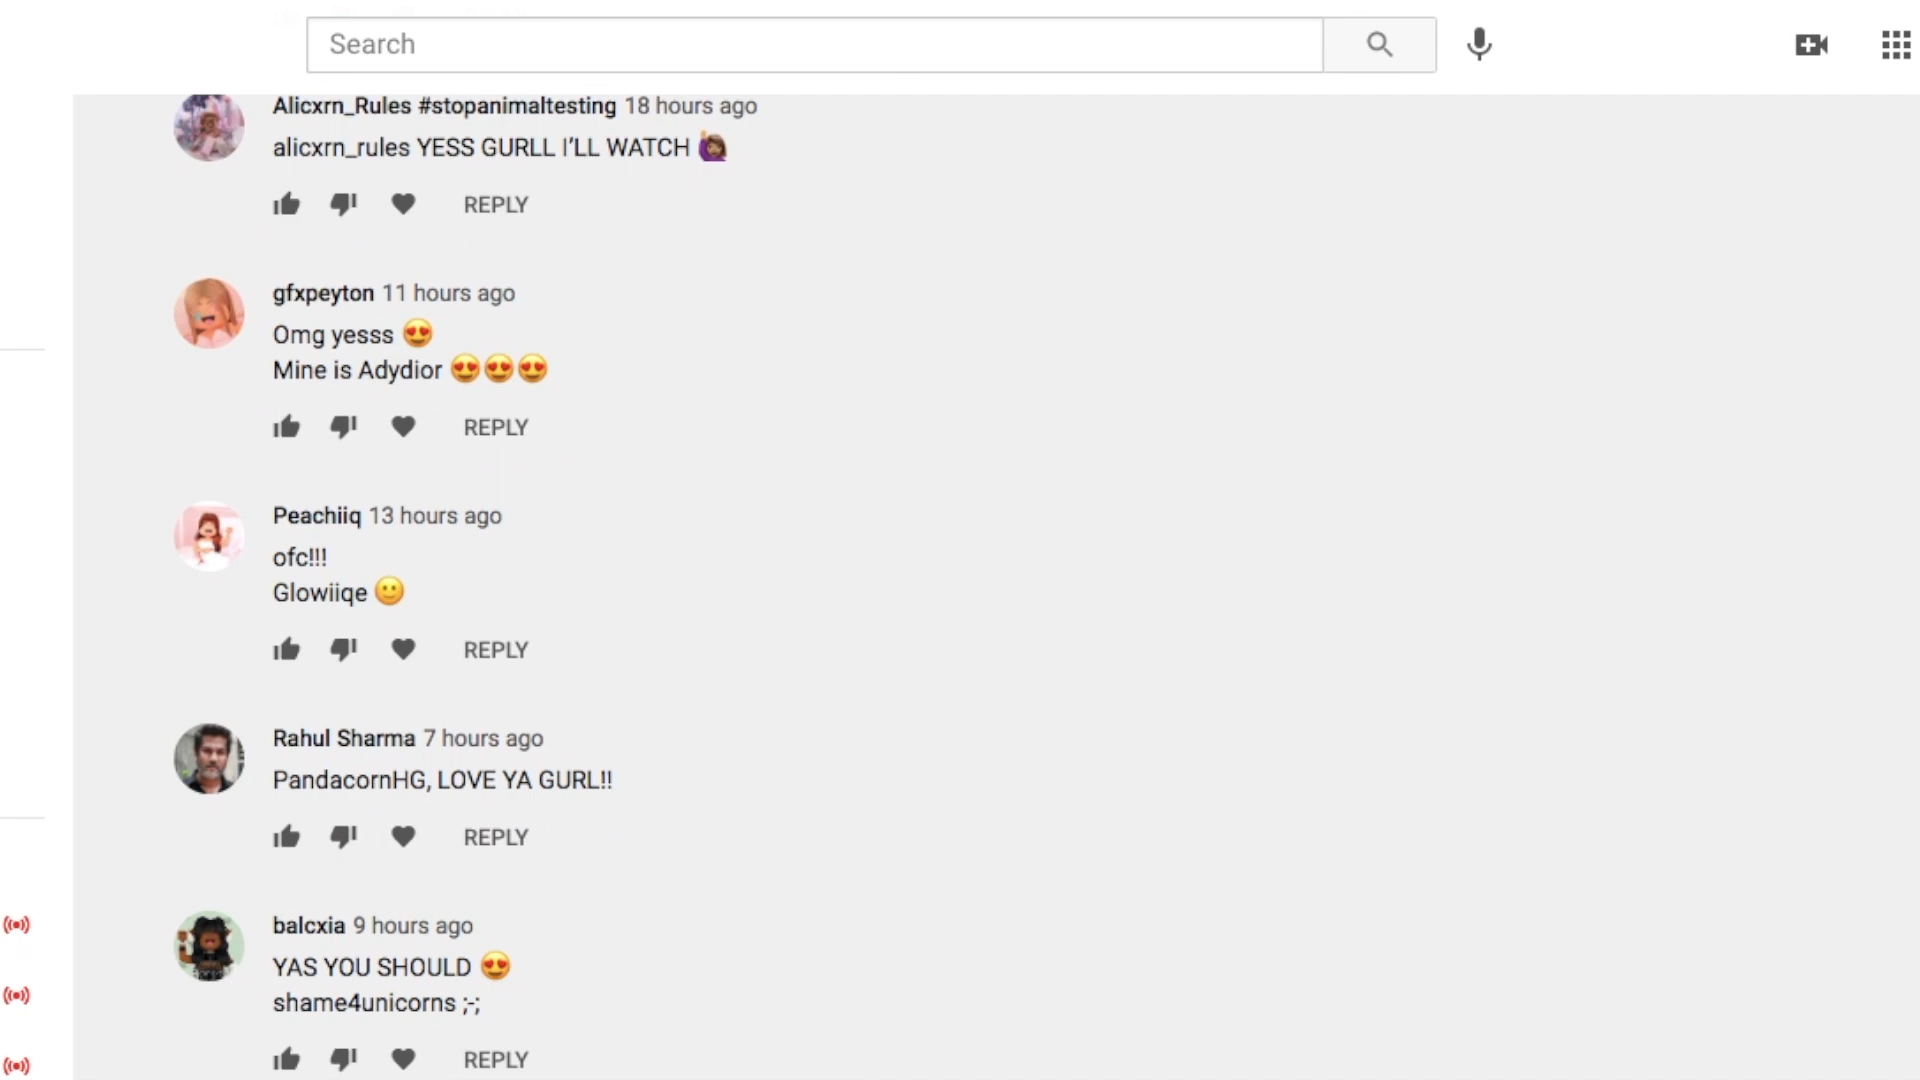 Search
Alicxrn_Rules #stopanimaltesting 18 hours ago
alicxrn_rules YESS GURLL I’LL WATCH 🙋🏽‍♀️
REPLY
gfxpeyton 11 hours ago
Omg yesss 😍
Mine is Adydior 😍😍😍
REPLY
Peachiiq 13 hours ago
ofc!!!
Glowiiqe 🙂
REPLY
Rahul Sharma 7 hours ago
PandacornHG, LOVE YA GURL!!
REPLY
balcxia 9 hours ago
YAS YOU SHOULD 😍
shame4unicorns ;-;
REPLY